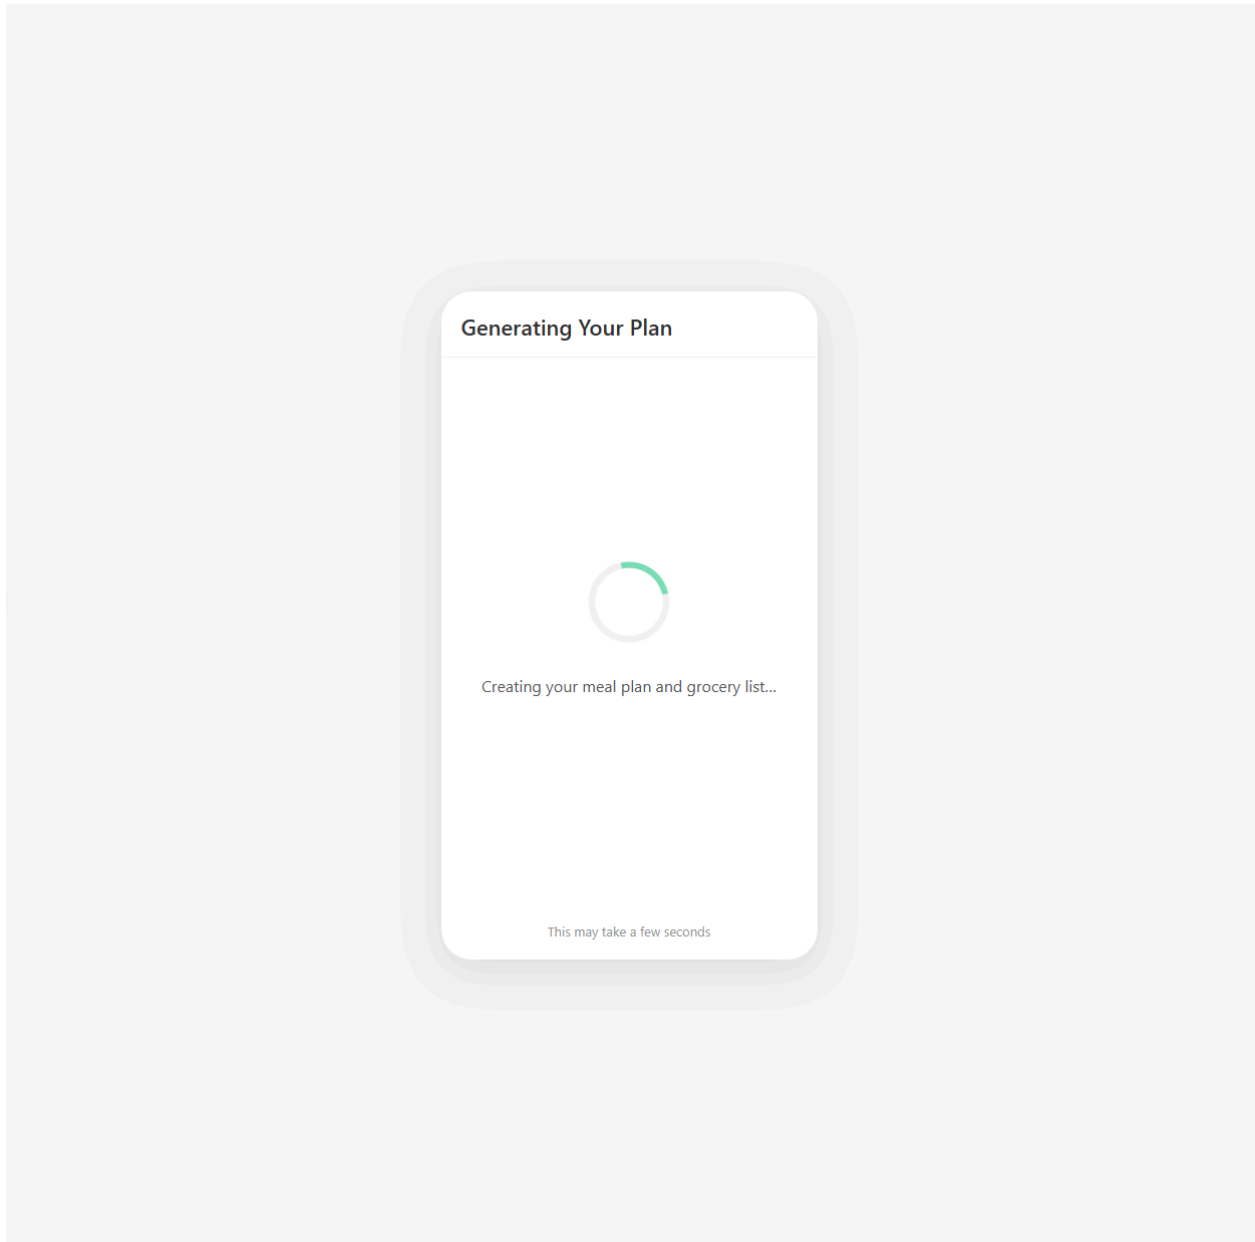 Generating Your Plan
Creating your meal plan and grocery list...
This may take a few seconds